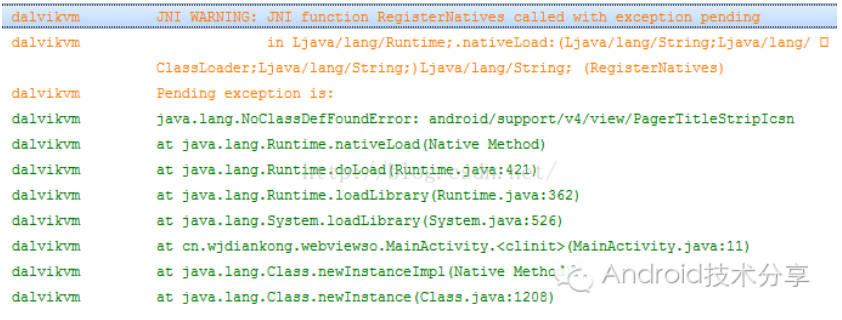 dalvikvm JNI WARNING: JNI function RegisterNatives called with exception pending
dalvikvm in Ljava/lang/Runtime;.nativeLoad:(Ljava/lang/String;Ljava/lang/
ClassLoader;Ljava/lang/String;)Ljava/lang/String; (RegisterNatives)
dalvikvm Pending exception is:
dalvikvm java.lang.NoClassDefFoundError: android/support/v4/view/PagerTitleStripIcsn
dalvikvm at java.lang.Runtime.nativeLoad(Native Method)
dalvikvm at java.lang.Runtime.doLoad(Runtime.java:421)
dalvikvm at java.lang.Runtime.loadLibrary(Runtime.java:362)
dalvikvm at java.lang.System.loadLibrary(System.java:526)
dalvikvm at cn.wjdiankong.webviewso.MainActivity.<clinit>(MainActivity.java:11)
dalvikvm at java.lang.Class.newInstanceImpl(Native Metho
dalvikvm at java.lang.Class.newInstance(Class.java:1208)
http://blog.csdn.net/
Android技术分享